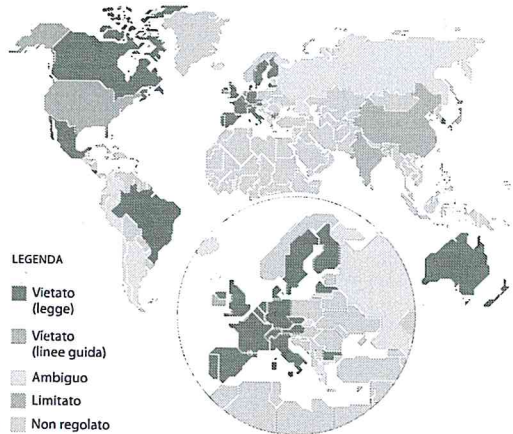 LEGENDA
Vietato
(legge)
Vietato
(linee guida)
Ambiguo
Limitato
Non regolato